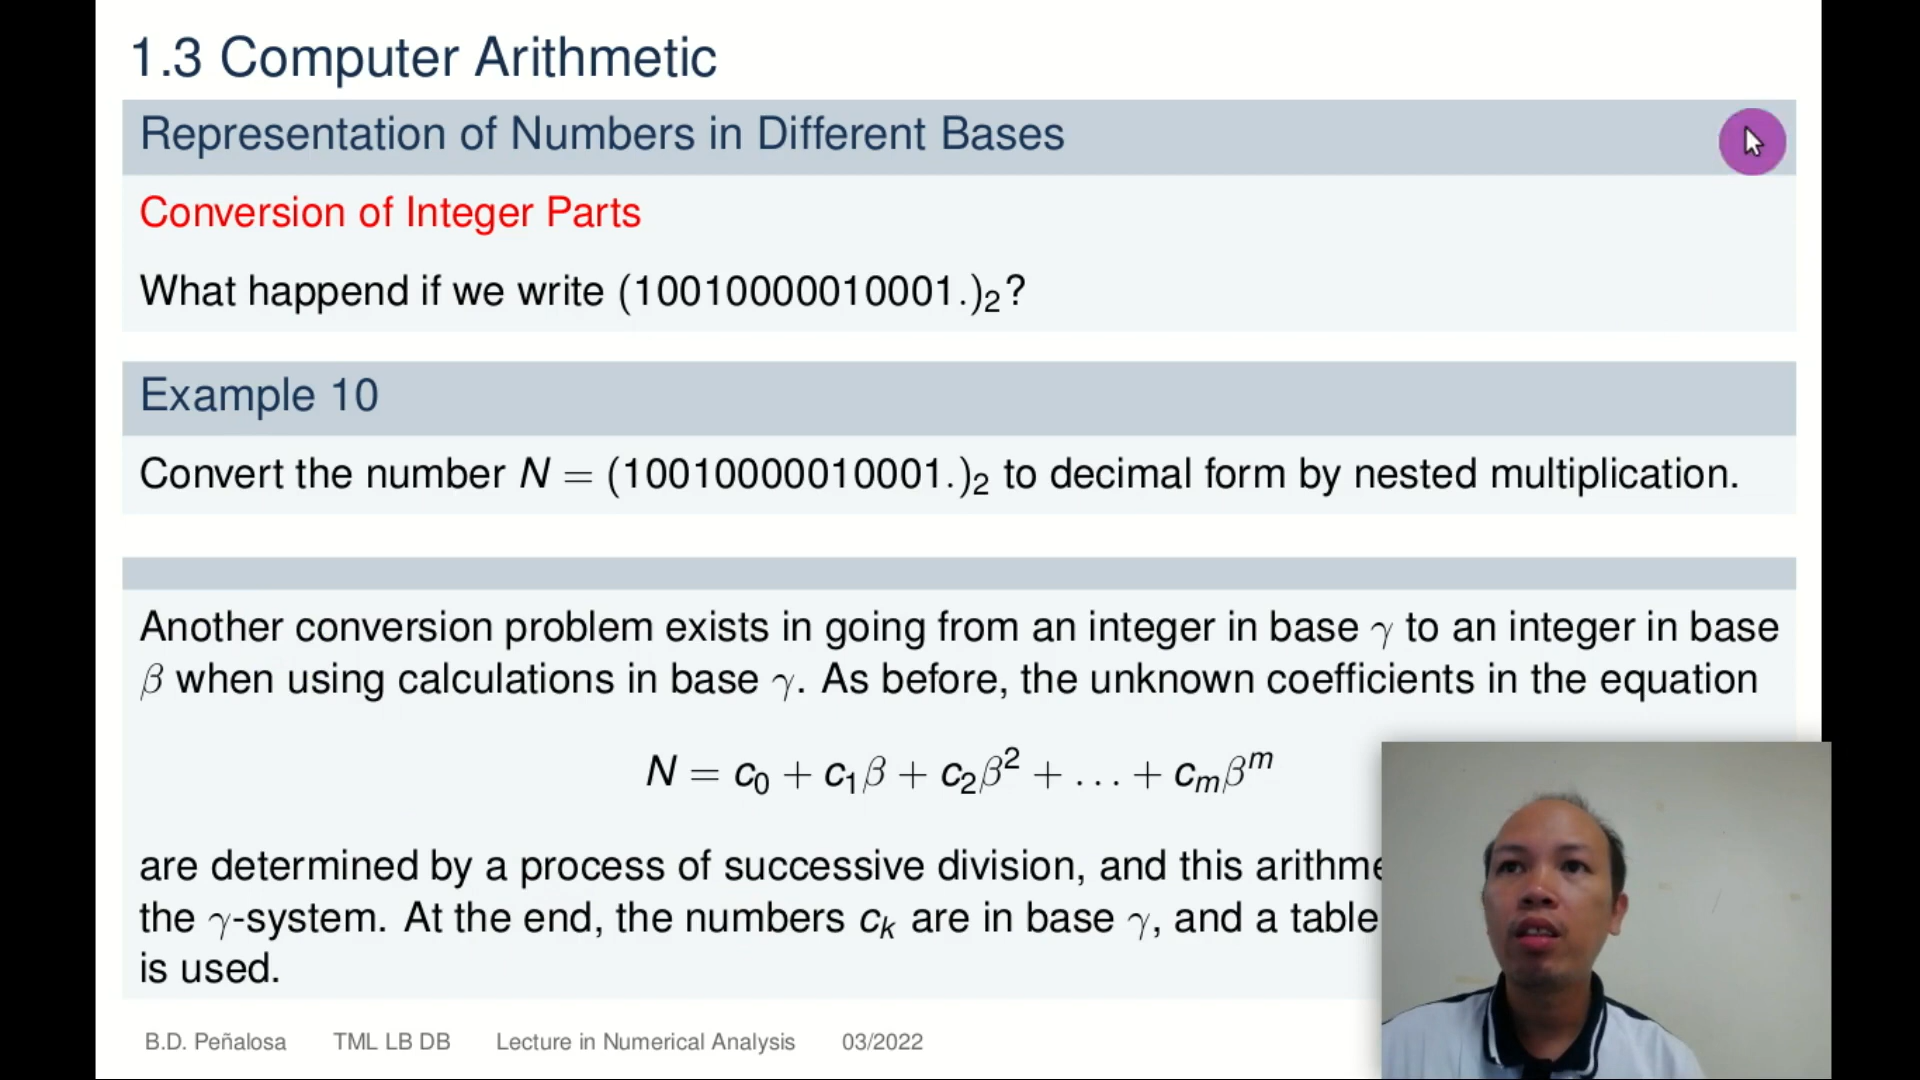 1.3 Computer Arithmetic
Representation of Numbers in Different Bases
Conversion of Integer Parts
What happend if we write (10010000010001.)₂?
Example 10
Convert the number N = (10010000010001.)₂ to decimal form by nested multiplication.
Another conversion problem exists in going from an integer in base γ to an integer in base
β when using calculations in base γ. As before, the unknown coefficients in the equation
N = c₀ + c₁β + c₂β² + . . . + cₘβᵐ
are determined by a process of successive division, and this
the γ-system. At the end, the numbers cₖ are in base γ, and a table
is used.
B.D. Peñalosa TML LB DB Lecture in Numerical Analysis 03/2022